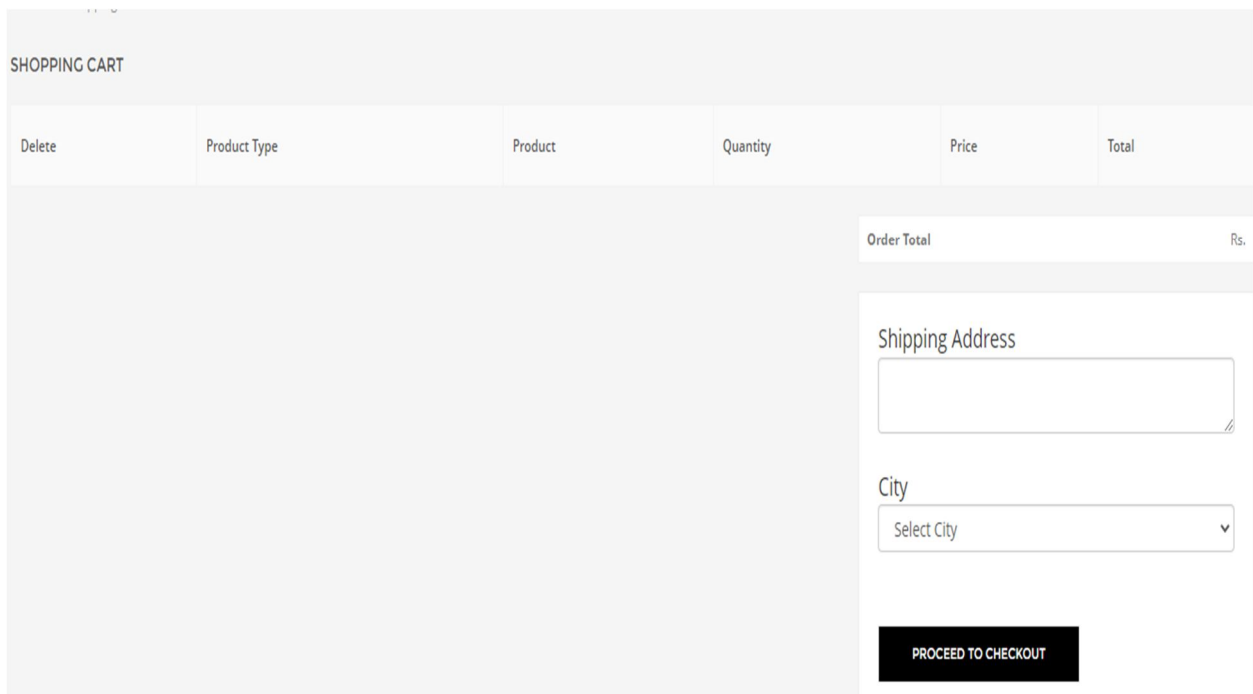 SHOPPING CART
Delete Product Type Product Quantity Price Total
Order Total Rs.
Shipping Address
City
Select City
PROCEED TO CHECKOUT